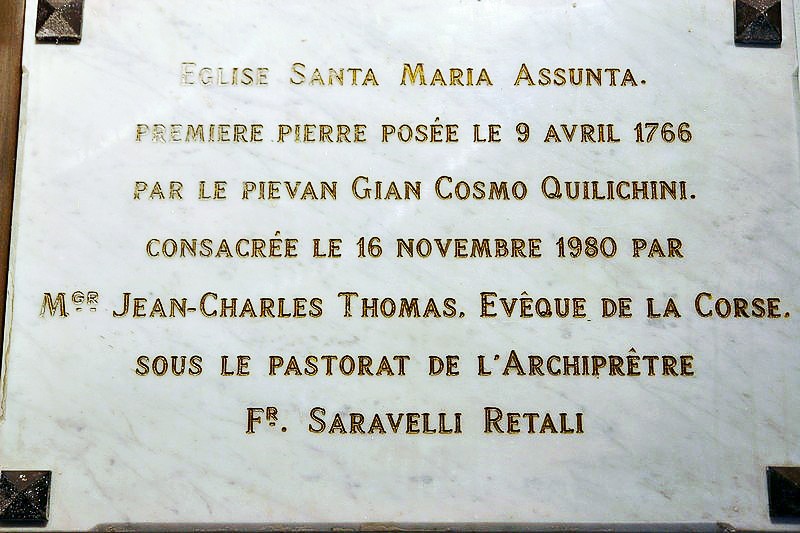 EGLISE SANTA MARIA ASSUNTA.
PREMIERE PIERRE POSÉE LE 9 AVRIL 1766
PAR LE PIEVAN GIAN COSMO QUILICHINI.
CONSACRÉE LE 16 NOVEMBRE 1980 PAR
MGR JEAN-CHARLES THOMAS, EVÊQUE DE LA CORSE,
SOUS LE PASTORAT DE L'ARCHIPRÊTRE
FR. SARAVELLI RETALI